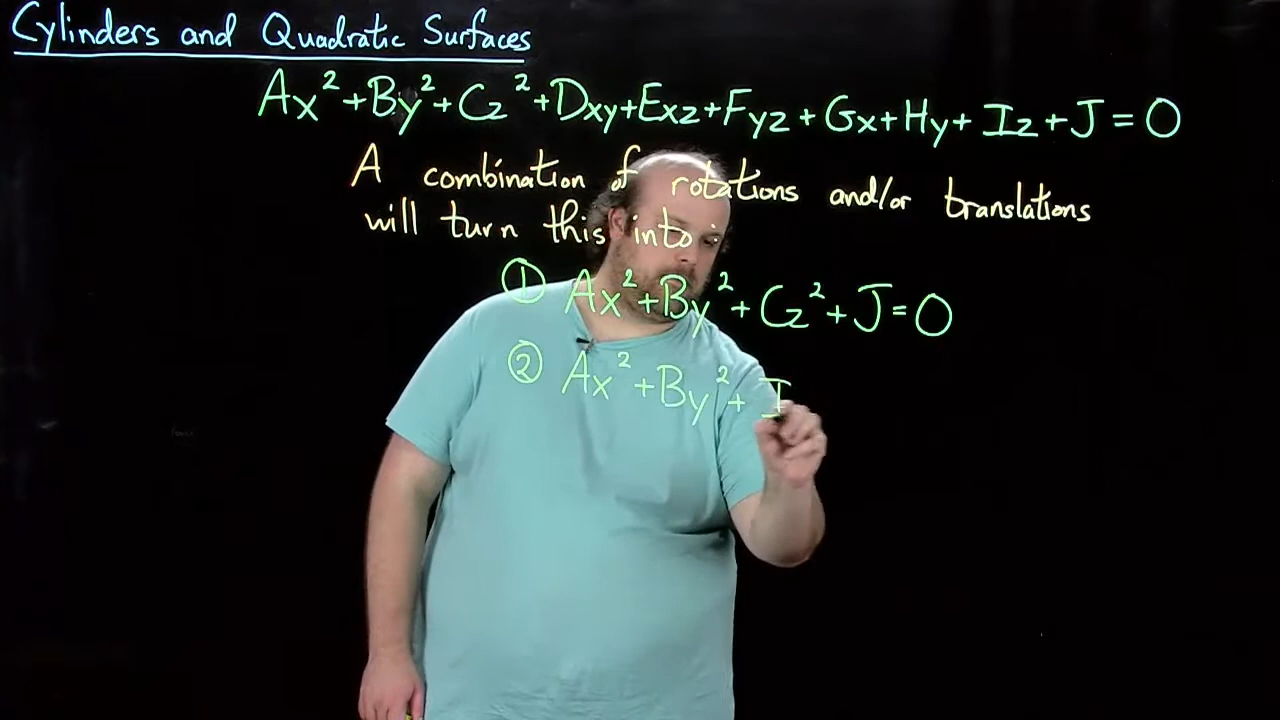 Cylinders and Quadratic Surfaces
Ax²+By²+Cz²+Dxy+Exz+Fyz+Gx+Hy+Iz+J=0
A combination of rotations and/or translations
will turn this into:
① Ax²+By²+Cz²+J=0
② Ax²+By²+I